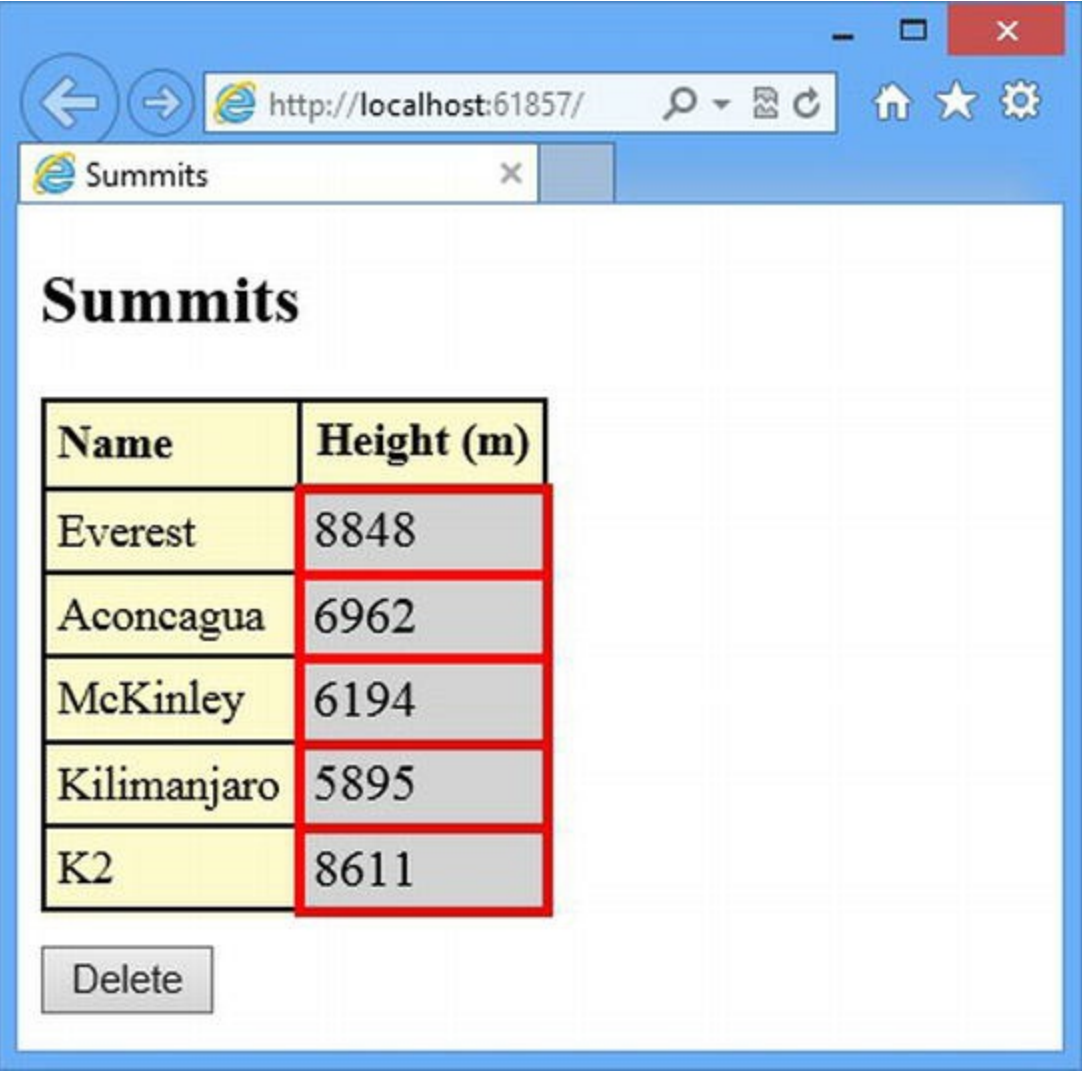 http://localhost:61857/
Summits
Summits
Name Height (m)
Everest 8848
Aconcagua 6962
McKinley 6194
Kilimanjaro 5895
K2 8611
Delete